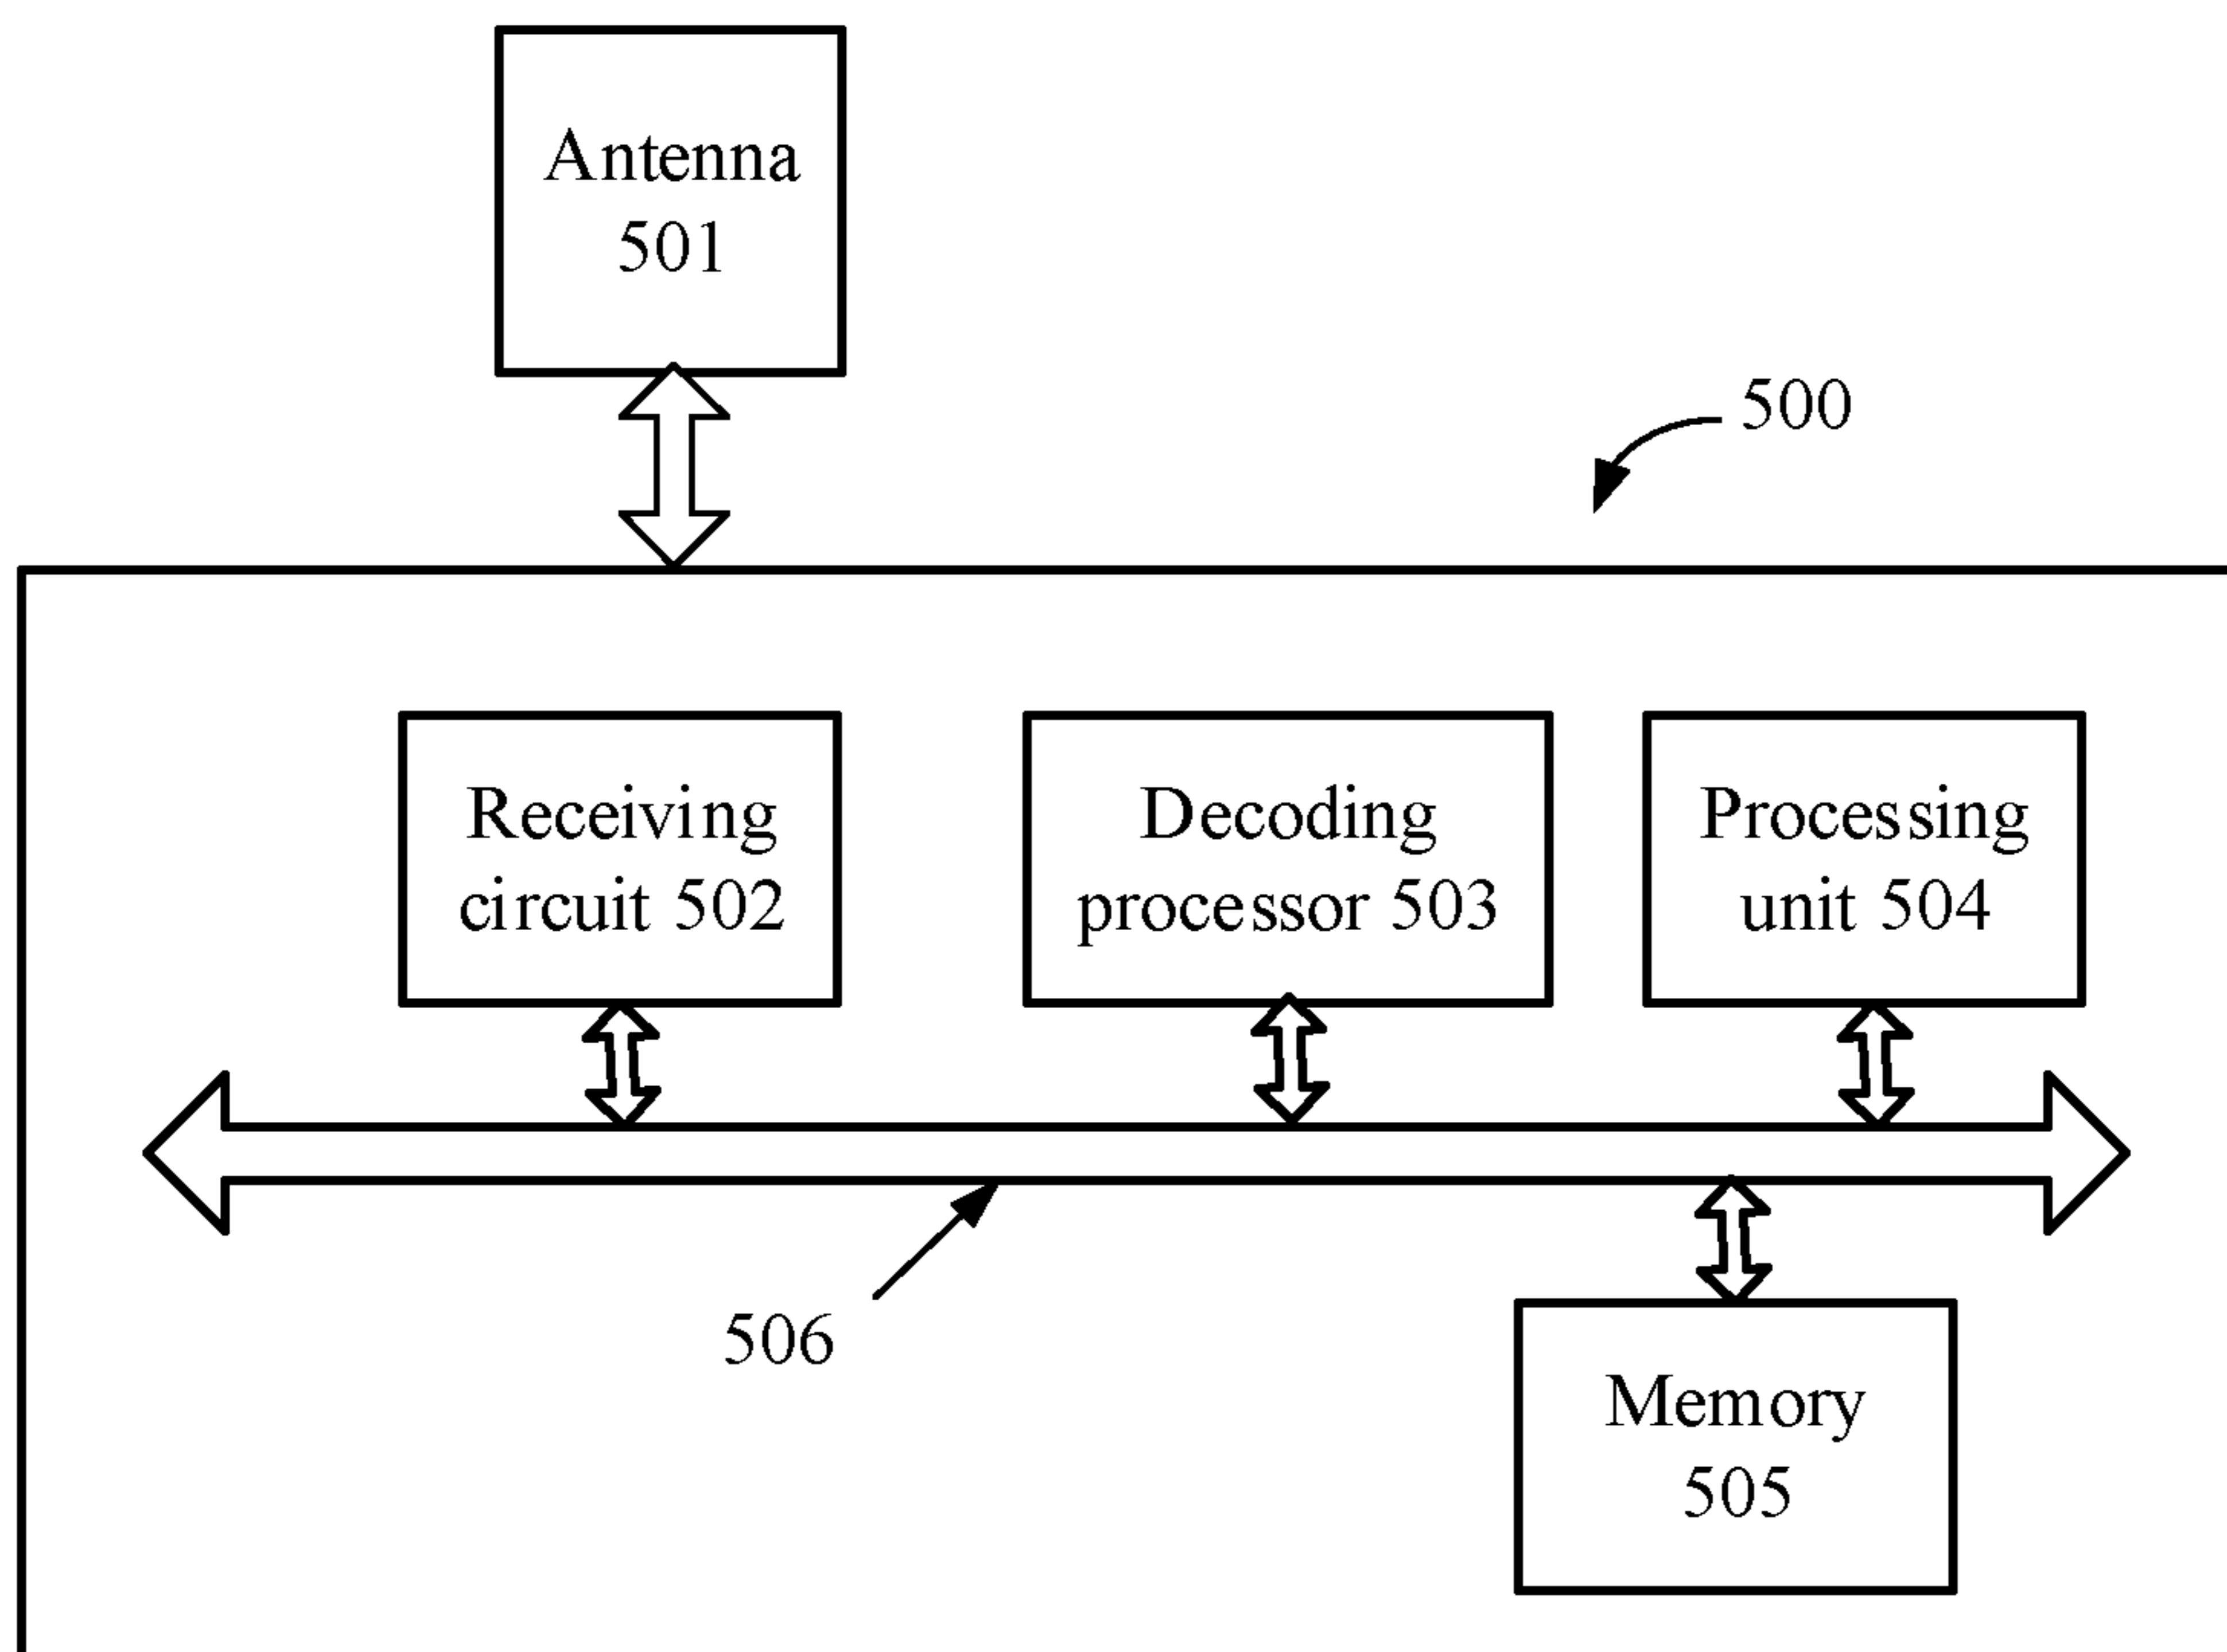 Antenna
501
500
Receiving
circuit 502
Decoding
processor 503
Processing
unit 504
506
Memory
505